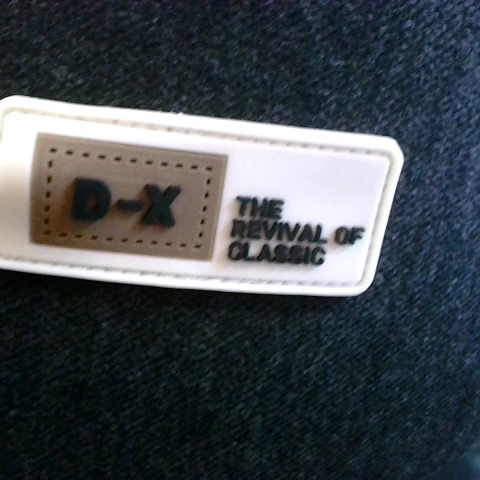 D-X
THE
REVIVAL OF
CLASSIC